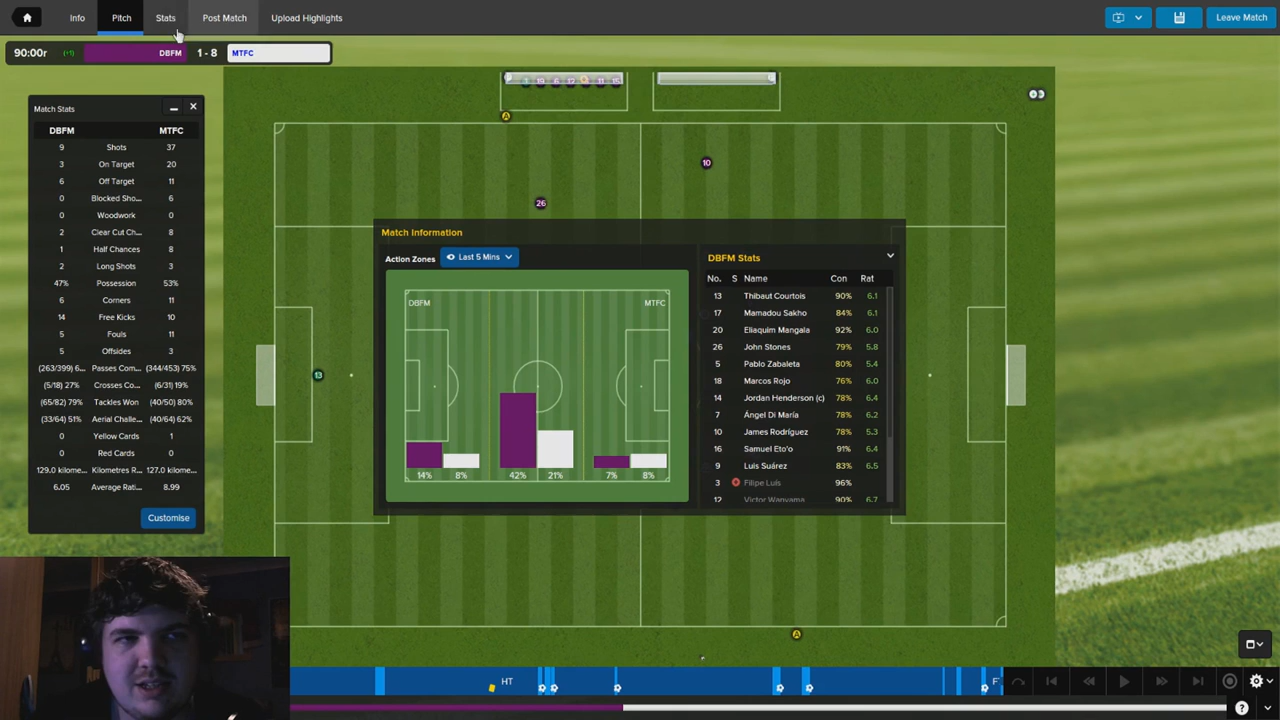 Info Pitch Stats Post Match Upload Highlights Leave Match
90:00r (+1) DBFM 1 - 8 MTFC
Match Stats
DBFM MTFC
9 Shots 37
3 On Target 20
6 Off Target 11
0 Blocked Sho... 6
0 Woodwork 0
2 Clear Cut Ch... 8
1 Half Chances 8
2 Long Shots 3
47% Possession 53%
6 Corners 11
14 Free Kicks 10
5 Fouls 11
5 Offsides 3
(263/399) 6... Passes Com... (344/453) 75%
(5/18) 27% Crosses Co... (6/31) 19%
(65/82) 79% Tackles Won (40/50) 80%
(33/64) 51% Aerial Challe... (40/64) 62%
0 Yellow Cards 1
0 Red Cards 0
129.0 kilome... Kilometres R... 127.0 kilome...
6.05 Average Rati... 8.99
Customise
A
10
26
13
A
Match Information
Action Zones Last 5 Mins
DBFM MTFC
14% 8% 42% 21% 7% 8%
DBFM Stats
No. S Name Con Rat
13 Thibaut Courtois 90% 6.1
17 Mamadou Sakho 84% 6.1
20 Eliaquim Mangala 92% 6.0
26 John Stones 79% 5.8
5 Pablo Zabaleta 80% 5.4
18 Marcos Rojo 76% 6.0
14 Jordan Henderson (c) 78% 6.4
7 Ángel Di María 78% 6.2
10 James Rodríguez 78% 5.3
16 Samuel Eto'o 91% 6.4
9 Luis Suárez 83% 6.5
3 Filipe Luís 96%
12 Victor Wanyama 90% 6.7
HT F
?